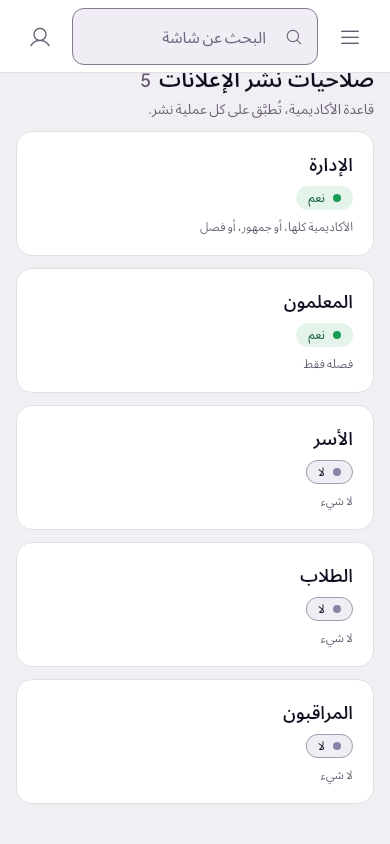 البحث عن شاشة
صلاحيات نشر الإعلانات 5
قاعدة الأكاديمية، تُطبَّق على كل عملية نشر.
الإدارة
نعم
الأكاديمية كلها، أو جمهور، أو فصل
المعلمون
نعم
فصله فقط
الأسر
لا
لا شيء
الطلاب
لا
لا شيء
المراقبون
لا
لا شيء